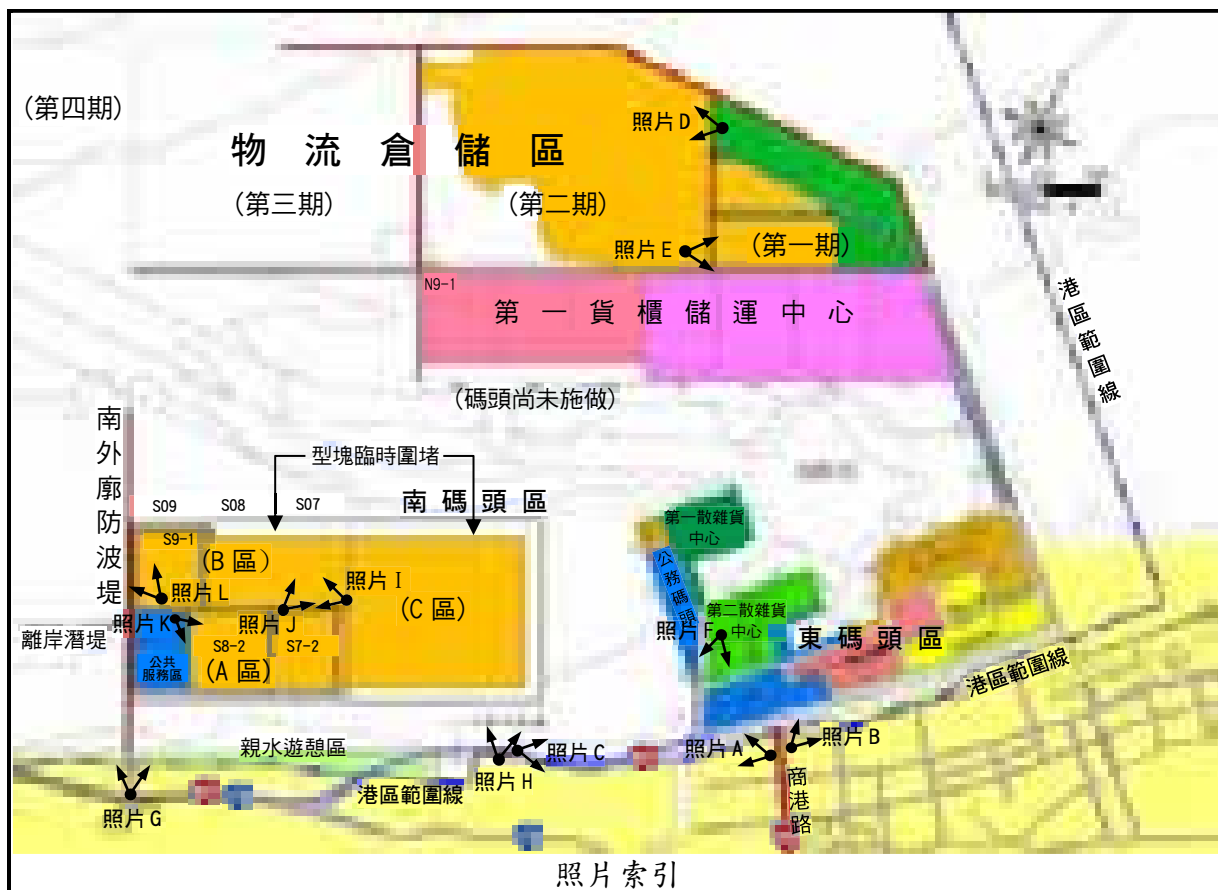 (第四期)
物流倉儲區
(第三期)
(第二期)
照片D
照片E
(第一期)
N9-1
第一貨櫃儲運中心
港區範圍線
(碼頭尚未施做)
南外廓防波堤
型塊臨時圍堵
S09
S08
S07
南碼頭區
S9-1
(B區)
照片L
照片I
(C區)
照片K
照片J
離岸潛堤
公共
服務區
S8-2
S7-2
(A區)
第一散雜貨
中心
公務碼頭
第二散雜貨
中心
照片F
東碼頭區
港區範圍線
親水遊憩區
照片C
照片H
照片A
照片B
商港路
港區範圍線
照片G
照片索引